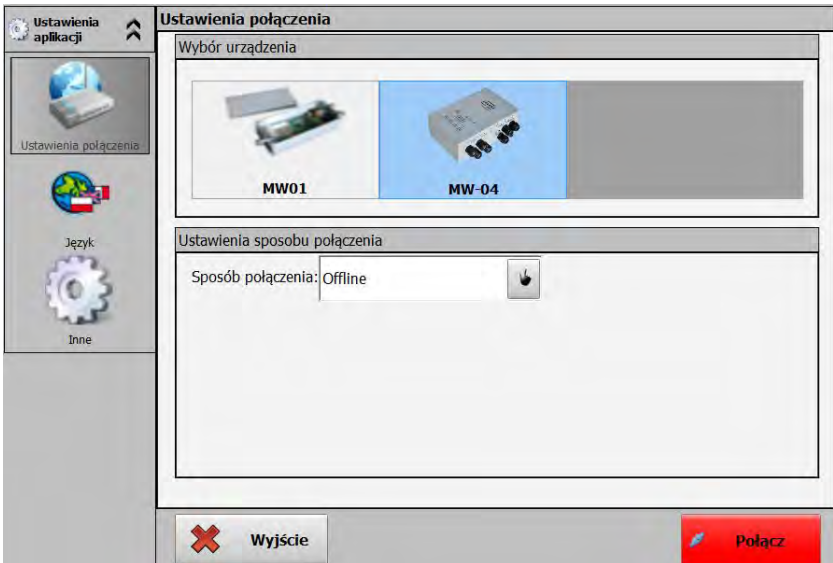 Ustawienia
aplikacji
Ustawienia połączenia
Język
Inne
Ustawienia połączenia
Wybór urządzenia
MW01
MW-04
Ustawienia sposobu połączenia
Sposób połączenia:
Offline
Wyjście
Połącz